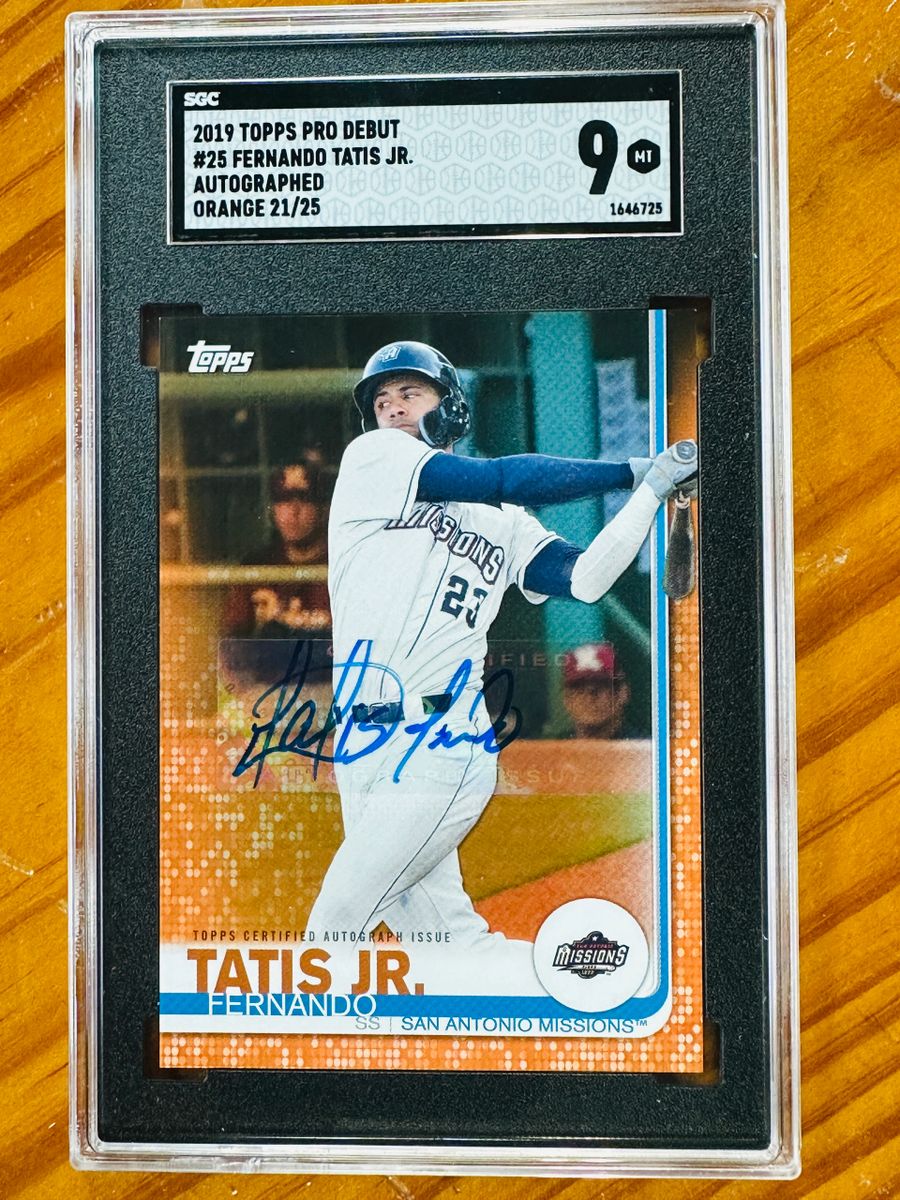 SGC
2019 TOPPS PRO DEBUT
#25 FERNANDO TATIS JR.
AUTOGRAPHED
ORANGE 21/25
9 MT
1646725
topps
MISSIONS
23
TOPPS CERTIFIED AUTOGRAPH ISSUE
TATIS JR.
FERNANDO
SS | SAN ANTONIO MISSIONS™
MISSIONS